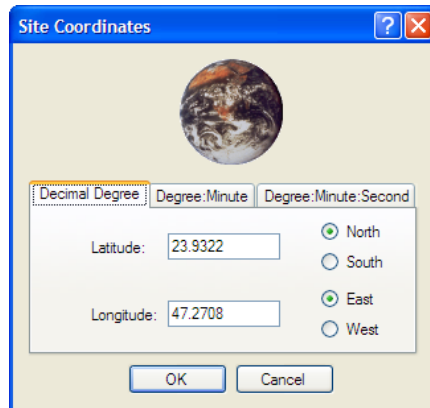 Site Coordinates
?
Decimal Degree Degree:Minute Degree:Minute:Second
Latitude: 23.9322 North
South
Longitude: 47.2708 East
West
OK Cancel